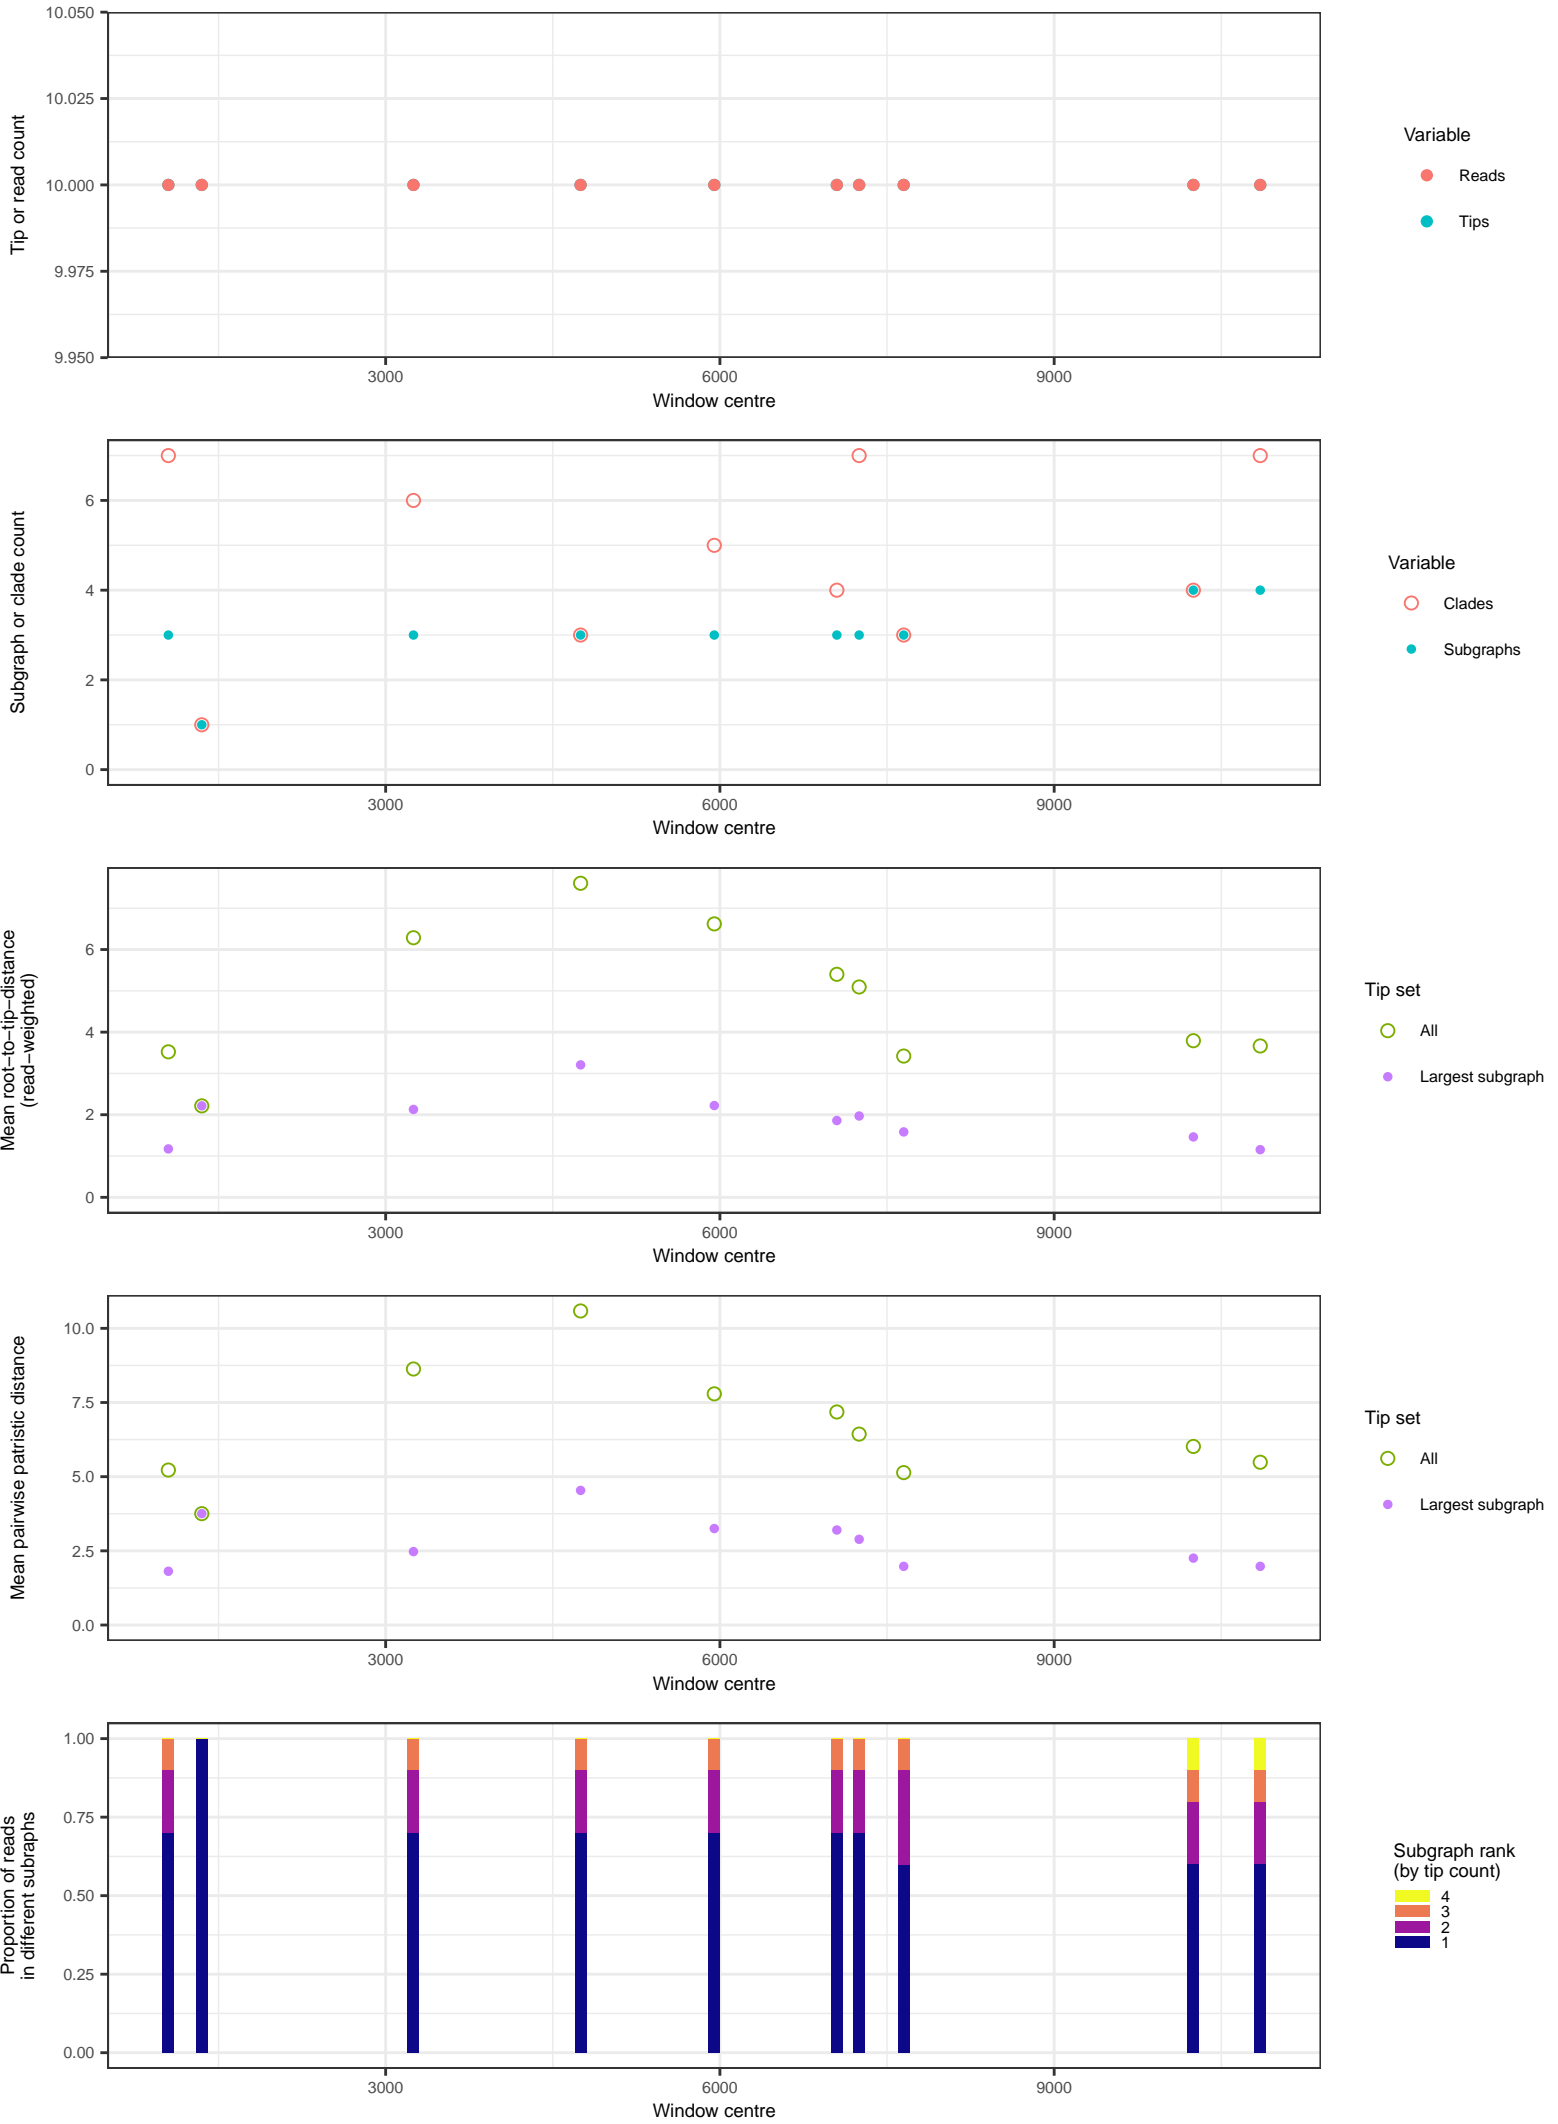 10.050
10.025
10.000
9.975
9.950
Tip or read count
3000 6000 9000
Window centre
Variable
Reads
Tips
6
4
2
0
Subgraph or clade count
3000 6000 9000
Window centre
Variable
Clades
Subgraphs
6
4
2
0
Mean root−to−tip−distance
(read−weighted)
3000 6000 9000
Window centre
Tip set
All
Largest subgraph
10.0
7.5
5.0
2.5
0.0
Mean pairwise patristic distance
3000 6000 9000
Window centre
Tip set
All
Largest subgraph
1.00
0.75
0.50
0.25
0.00
Proportion of reads
in different subraphs
3000 6000 9000
Window centre
Subgraph rank
(by tip count)
4
3
2
1